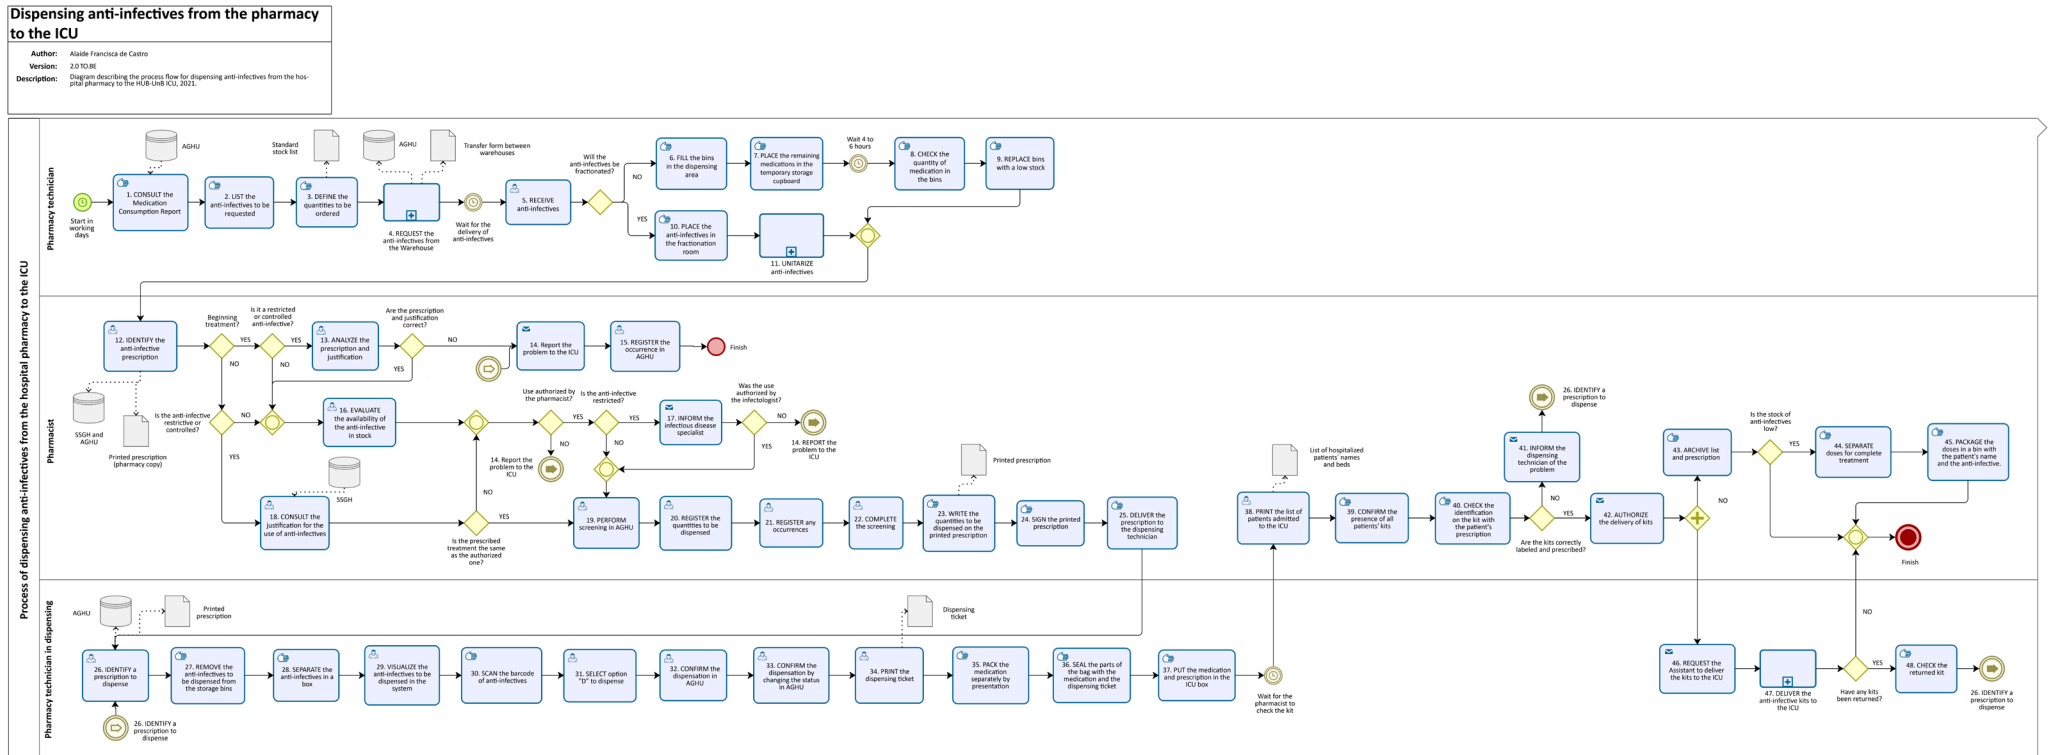 Dispensing anti-infectives from the pharmacy
to the ICU
Author: Alaíde Francisca de Castro
Version: 2.0 TO.BE
Description: Diagram describing the process flow for dispensing anti-infectives from the hos-
pital pharmacy to the HUB-UnB ICU, 2021.
Process of dispensing anti-infectives from the hospital pharmacy to the ICU
Pharmacy technician
Start in
working
days
AGHU
1. CONSULT the
Medication
Consumption Report
2. LIST the
anti-infectives to be
requested
Standard
stock list
3. DEFINE the
quantities to be
ordered
AGHU
Transfer form between
warehouses
4. REQUEST the
anti-infectives from
the Warehouse
Wait for the
delivery of
anti-infectives
5. RECEIVE
anti-infectives
Will the
anti-infectives be
fractionated?
NO
YES
6. FILL the bins
in the dispensing
area
7. PLACE the remaining
medications in the
temporary storage
cupboard
Wait 4 to
6 hours
8. CHECK the
quantity of
medication in
the bins
9. REPLACE bins
with a low stock
10. PLACE the
anti-infectives in
the fractionation
room
11. UNITARIZE
anti-infectives
Pharmacist
12. IDENTIFY the
anti-infective
prescription
SSGH and
AGHU
Printed prescription
(pharmacy copy)
Beginning
treatment?
YES
NO
Is it a restricted
or controlled
anti-infective?
YES
NO
13. ANALYZE the
prescription and
justification
Are the prescription
and justification
correct?
NO
YES
14. Report the
problem to the ICU
15. REGISTER the
occurrence in
AGHU
Finish
Is the anti-infective
restrictive or
controlled?
NO
YES
16. EVALUATE
the availability of
the anti-infective
in stock
Use authorized by
the pharmacist?
YES
NO
14. Report the
problem to the
ICU
Is the anti-infective
restricted?
YES
NO
17. INFORM the
infectious disease
specialist
Was the use
authorized by
the infectologist?
NO
YES
14. REPORT the
problem to the
ICU
SSGH
18. CONSULT the
justification for the
use of anti-infectives
NO
YES
Is the prescribed
treatment the same
as the authorized
one?
19. PERFORM
screening in AGHU
20. REGISTER the
quantities to be
dispensed
21. REGISTER any
occurrences
22. COMPLETE
the screening
Printed prescription
23. WRITE the
quantities to be
dispensed on the
printed prescription
24. SIGN the printed
prescription
25. DELIVER the
prescription to
the dispensing
technician
List of hospitalized
patients' names
and beds
38. PRINT the list of
patients admitted
to the ICU
39. CONFIRM the
presence of all
patients' kits
40. CHECK the
identification
on the kit with
the patient's
prescription
26. IDENTIFY a
prescription to
dispense
41. INFORM the
dispensing
technician of the
problem
NO
YES
Are the kits correctly
labeled and prescribed?
42. AUTHORIZE
the delivery of kits
43. ARCHIVE list
and prescription
NO
Is the stock of
anti-infectives
low?
YES
44. SEPARATE
doses for complete
treatment
45. PACKAGE the
doses in a bin with
the patient's name
and the anti-infective.
Finish
Pharmacy technician in dispensing
AGHU
Printed
prescription
26. IDENTIFY a
prescription to
dispense
26. IDENTIFY a
prescription to
dispense
27. REMOVE the
anti-infectives to
be dispensed from
the storage bins
28. SEPARATE the
anti-infectives in a
box
29. VISUALIZE the
anti-infectives to be
dispensed in the
system
30. SCAN the barcode
of anti-infectives
31. SELECT option
"D" to dispense
32. CONFIRM the
dispensation in
AGHU
33. CONFIRM the
dispensation by
changing the status
in AGHU
Dispensing
ticket
34. PRINT the
dispensing ticket
35. PACK the
medication
separately by
presentation
36. SEAL the parts of
the bag with the
medication and the
dispensing ticket
37. PUT the medication
and prescription in the
ICU box
Wait for the
pharmacist to
check the kit
46. REQUEST the
Assistant to deliver
the kits to the ICU
47. DELIVER the
anti-infective kits to
the ICU
NO
YES
Have any kits
been returned?
48. CHECK the
returned kit
26. IDENTIFY a
prescription to
dispense